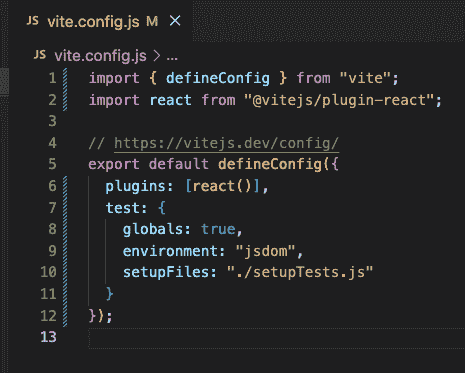 JS vite.config.js M X
JS vite.config.js > ...
1 import { defineConfig } from "vite";
2 import react from "@vitejs/plugin-react";
3
4 // https://vitejs.dev/config/
5 export default defineConfig({
6 plugins: [react()],
7 test: {
8 globals: true,
9 environment: "jsdom",
10 setupFiles: "./setupTests.js"
11 }
12 });
13